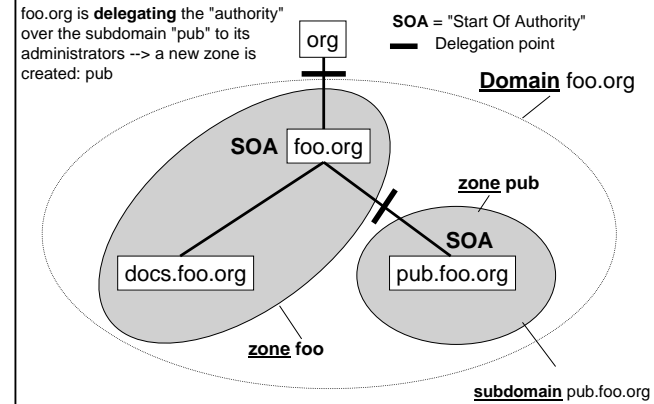 foo.org is delegating the "authority"
over the subdomain "pub" to its
administrators --> a new zone is
created: pub
SOA = "Start Of Authority"
Delegation point
org
Domain foo.org
SOA foo.org
zone pub
SOA
docs.foo.org
pub.foo.org
zone foo
subdomain pub.foo.org